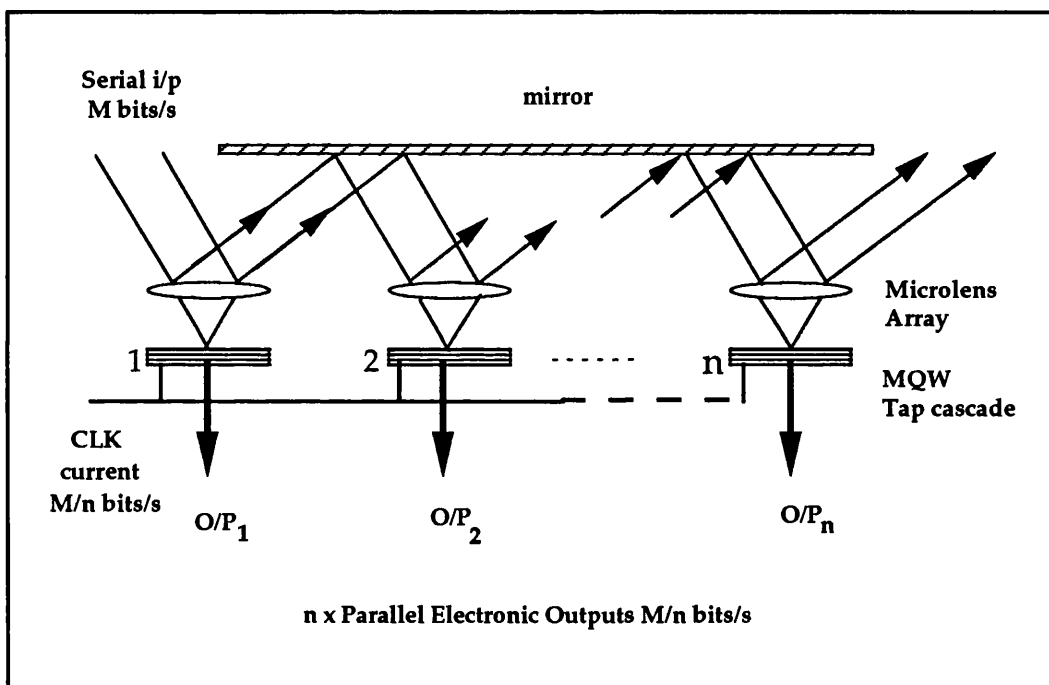 Serial i/p
M bits/s
mirror
Microlens
Array
1
2
n
MQW
Tap cascade
CLK
current
M/n bits/s
O/P1
O/P2
O/Pn
n x Parallel Electronic Outputs M/n bits/s